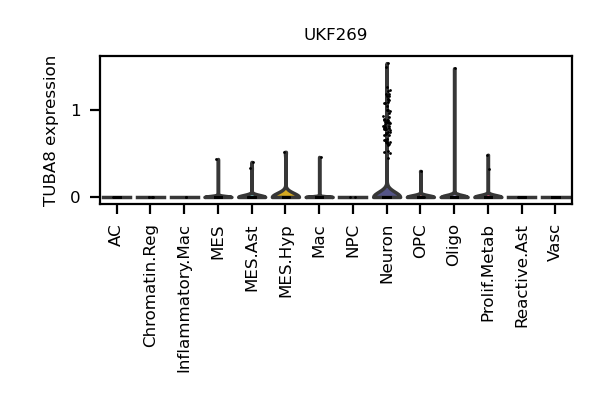 UKF269
TUBA8 expression
1
0
AC
Chromatin.Reg
Inflammatory.Mac
MES
MES.Ast
MES.Hyp
Mac
NPC
Neuron
OPC
Oligo
Prolif.Metab
Reactive.Ast
Vasc